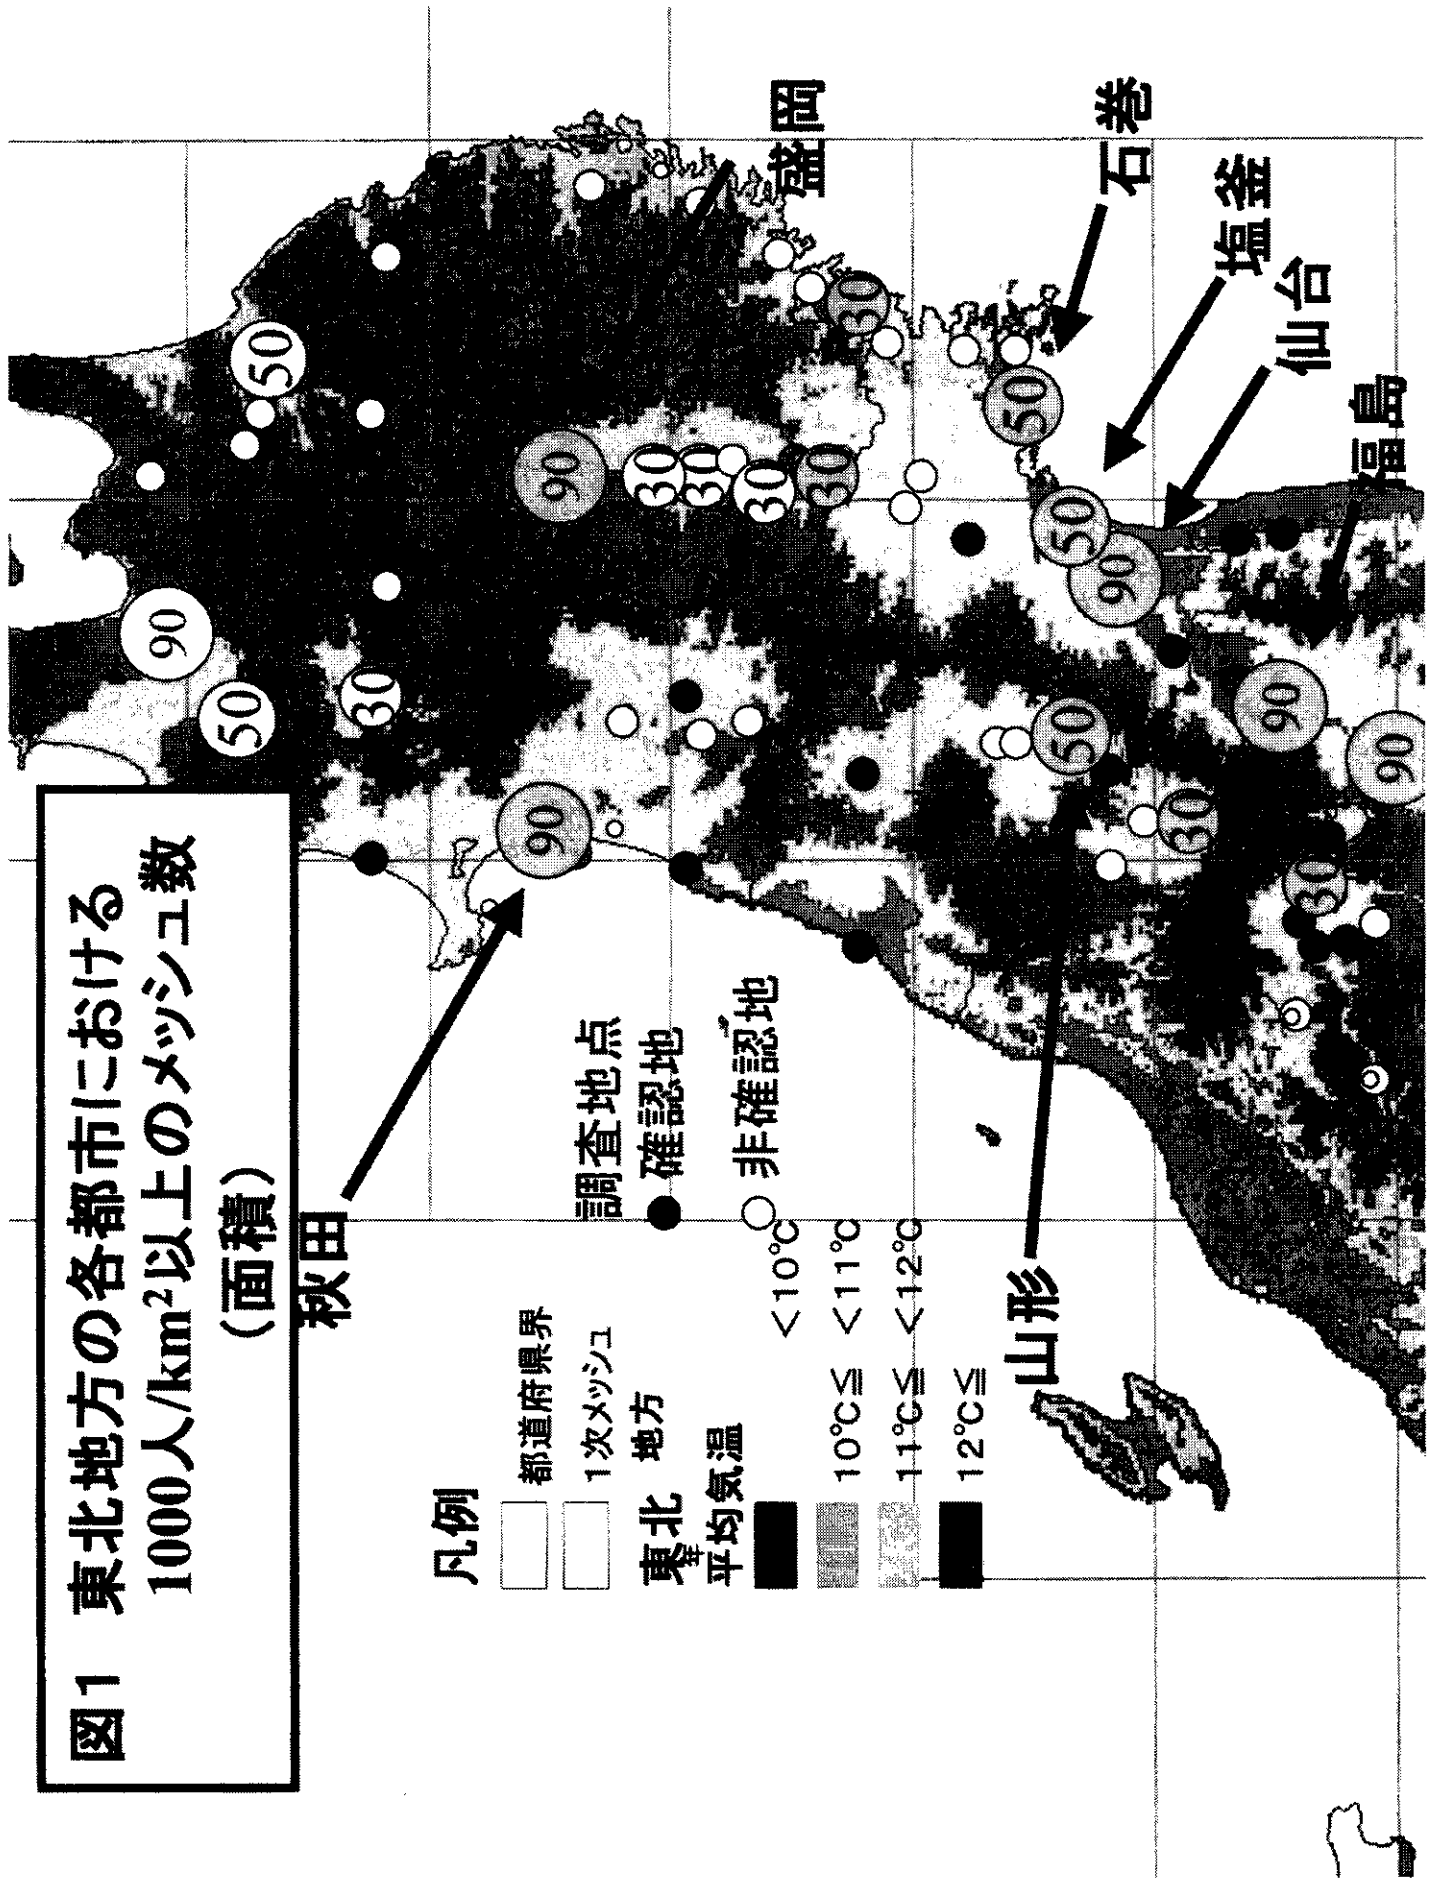 図1 東北地方の各都市における
1000人/km²以上のメッシュ数
(面積)
秋田
盛岡
石巻
塩釜
仙台
福島
山形
調査地点
確認地
非確認地
凡例
都道府県界
1次メッシュ
東北 地方
年
平均気温
<10℃
10℃≦ <11℃
11℃≦ <12℃
12℃≦
90
50
50
30
90
90
30
30
30
30
30
50
50
90
50
30
90
90
30